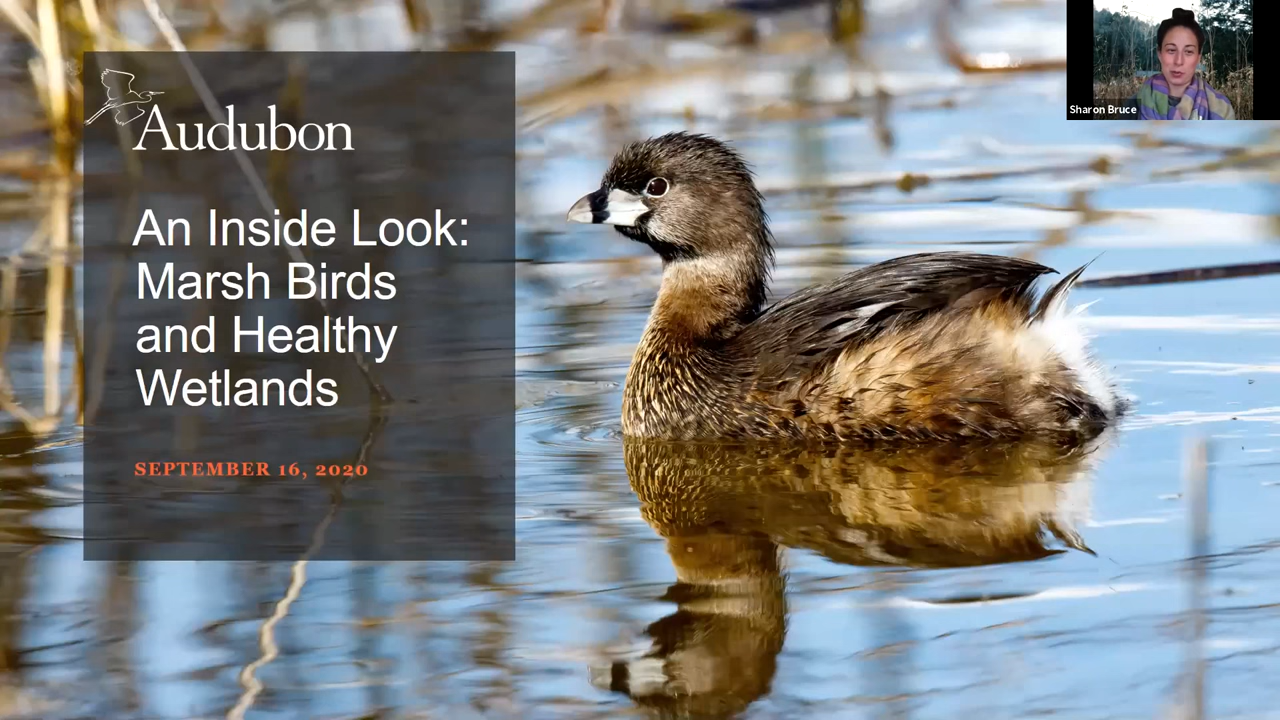 Audubon
An Inside Look:
Marsh Birds
and Healthy
Wetlands
SEPTEMBER 16, 2020
Sharon Bruce